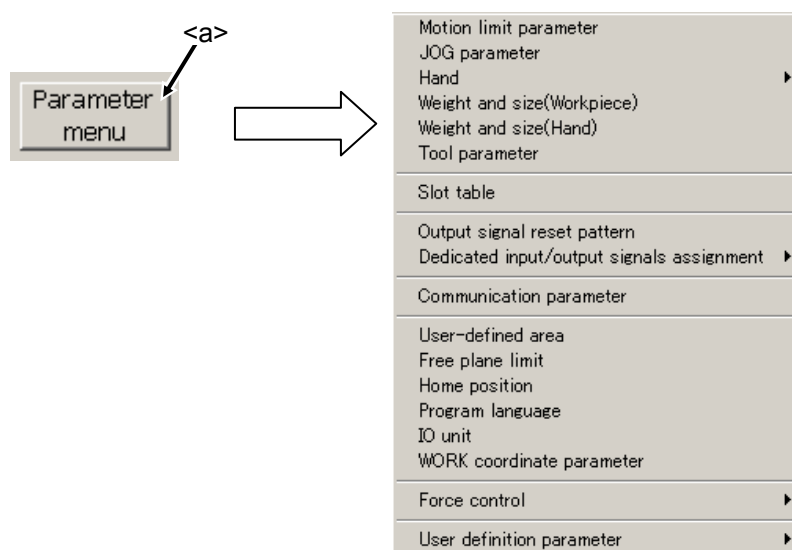 <a>
Parameter
menu
Motion limit parameter
JOG parameter
Hand
Weight and size(Workpiece)
Weight and size(Hand)
Tool parameter
Slot table
Output signal reset pattern
Dedicated input/output signals assignment
Communication parameter
User-defined area
Free plane limit
Home position
Program language
IO unit
WORK coordinate parameter
Force control
User definition parameter